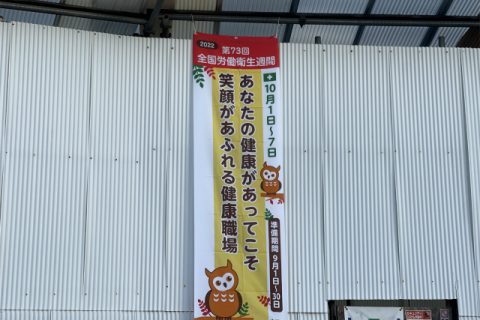 2022
第73回
全国労働衛生週間
10月1日〜7日
あなたの健康があってこそ
笑顔があふれる健康職場
準備期間 9月1日〜30日